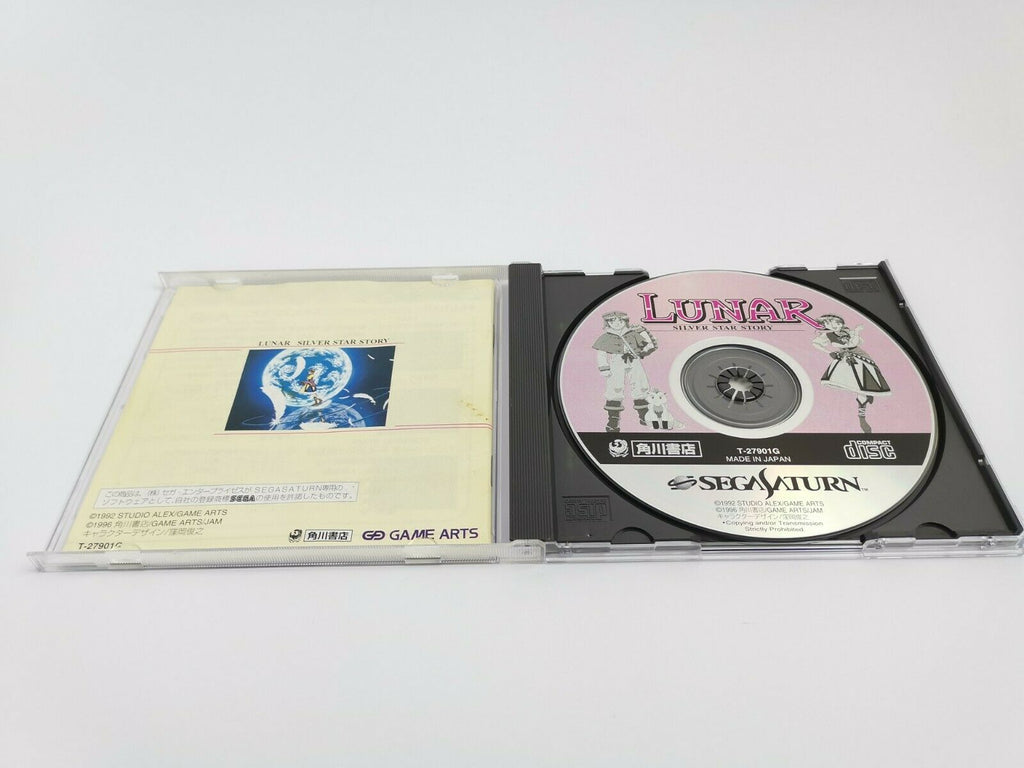 LUNAR SILVER STAR STORY
この商品は、(株)セガ・エンタープライゼスがSEGASATURN専用の
ソフトウェアとして、自社の登録商標SEGAの使用を許諾したものです。
©1992 STUDIO ALEX/GAME ARTS
©1996 角川書店/GAME ARTS/JAM
キャラクターデザイン/窪岡俊之
T-27901G
角川書店
GAME ARTS
LUNAR
SILVER STAR STORY
角川書店
T-27901G
MADE IN JAPAN
COMPACT
disc
SEGASATURN™
©1992 STUDIO ALEX/GAME ARTS
©1996 角川書店/GAME ARTS/JAM
キャラクターデザイン/窪岡俊之
•Copying and/or Transmission
Strictly Prohibited.